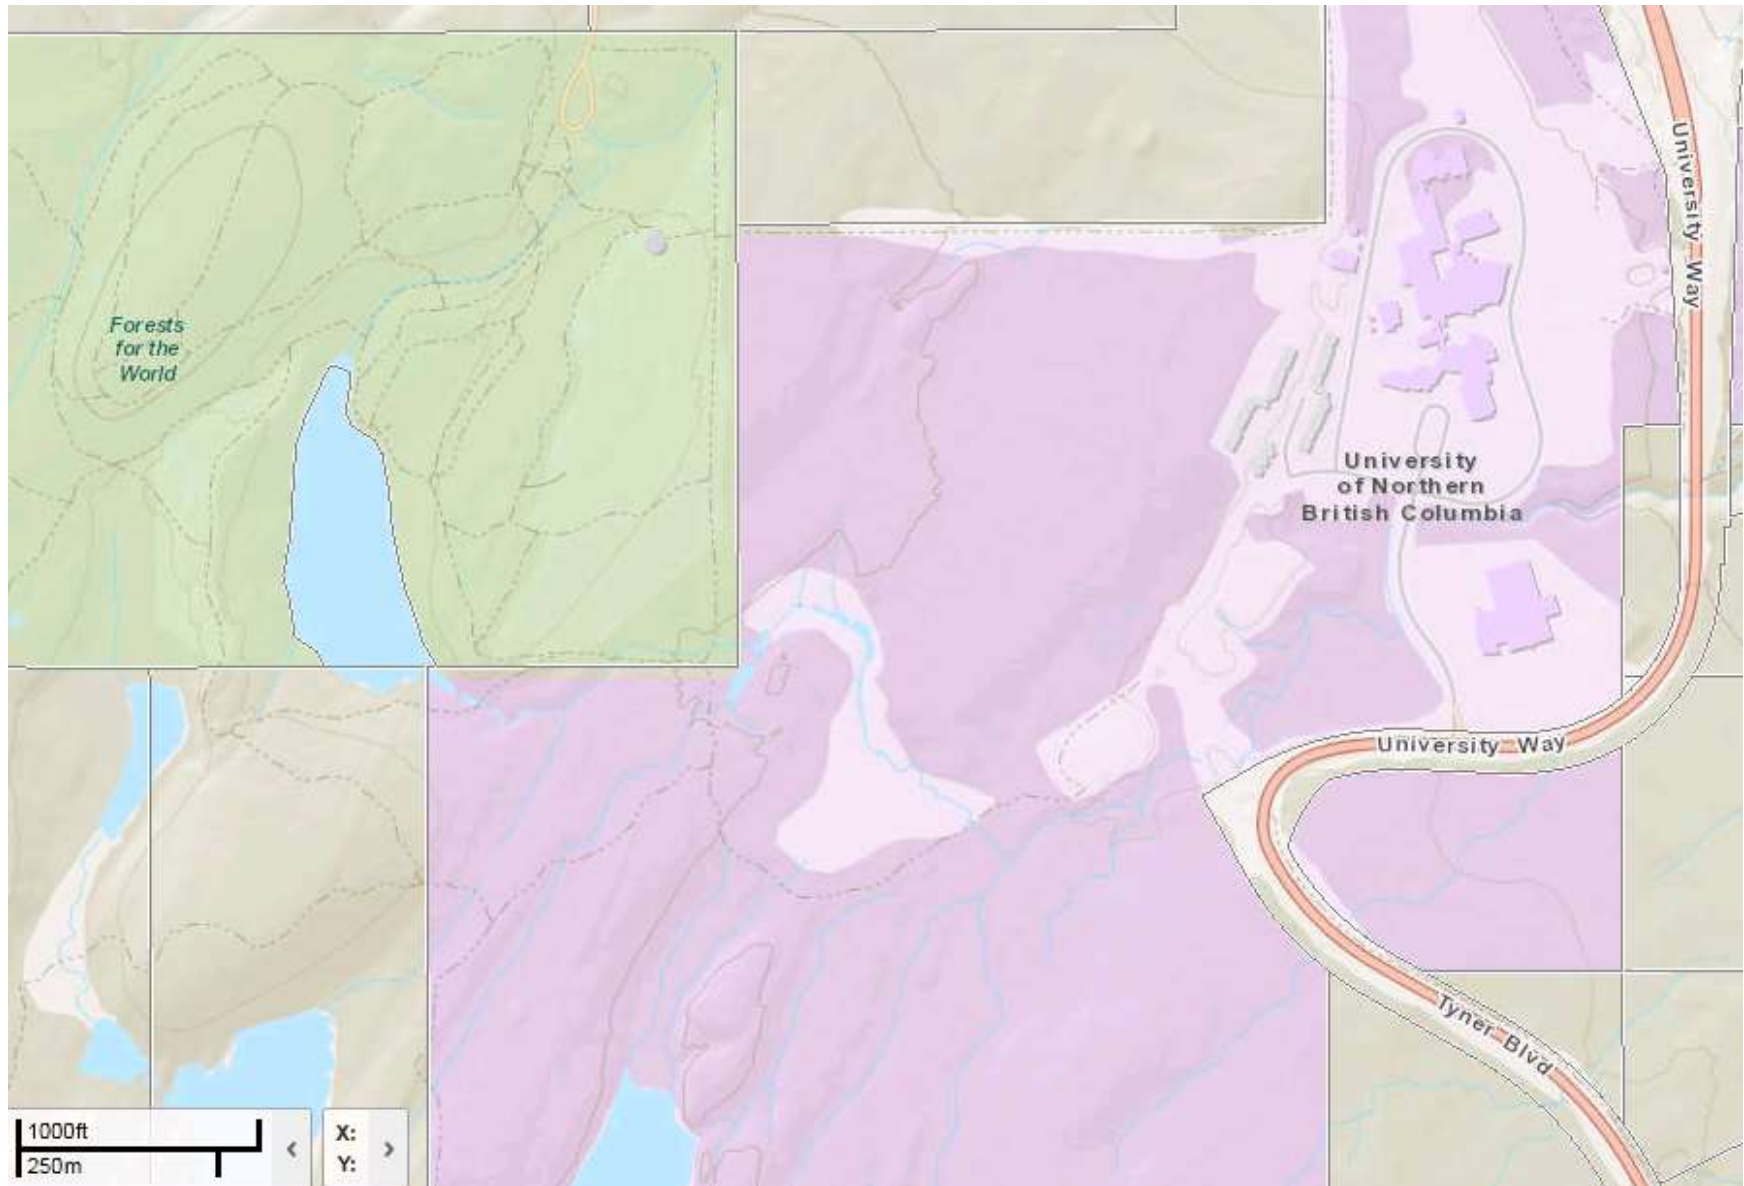 University Way
Forests
for the
World
University
of Northern
British Columbia
University Way
Tyner Blvd
1000ft
250m
<
X:
Y:
>